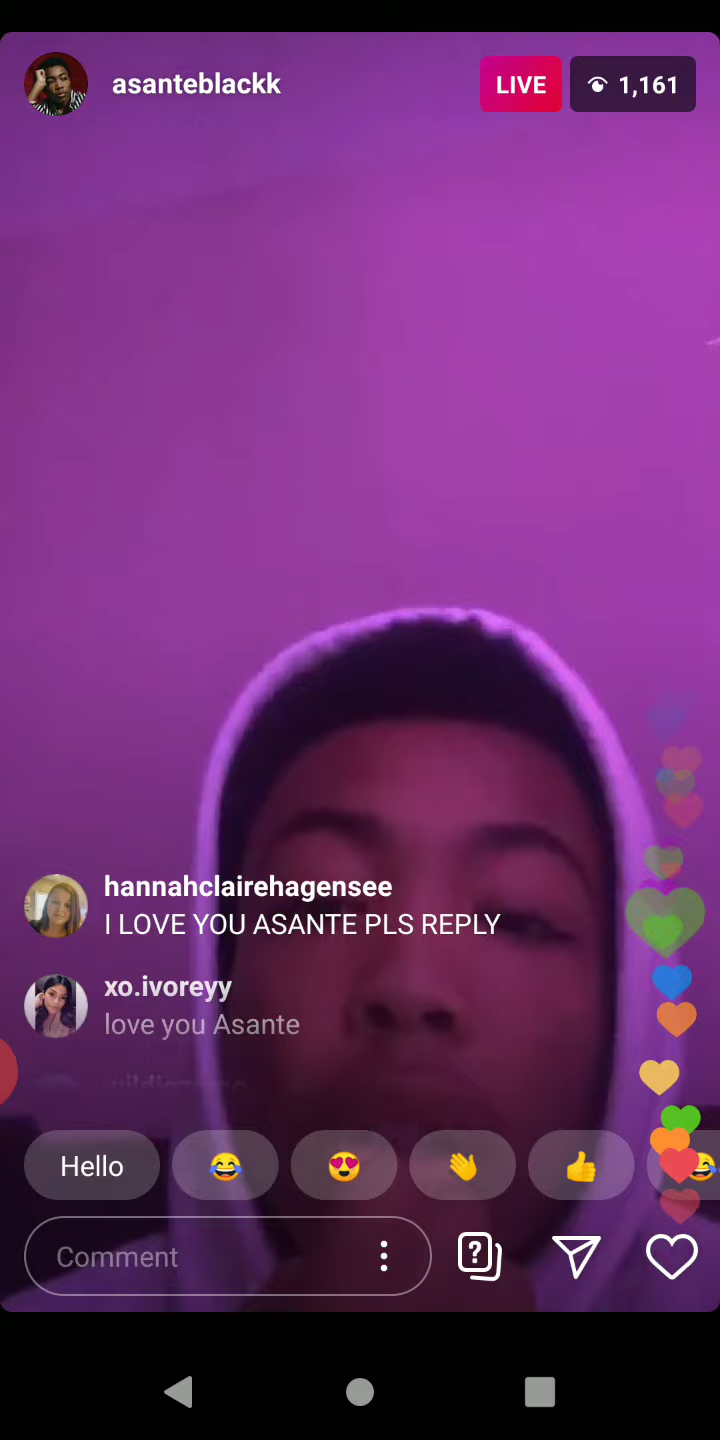 asanteblackk
LIVE
1,161
hannahclairehagensee
I LOVE YOU ASANTE PLS REPLY
xo.ivoreyy
love you Asante
Hello
Comment